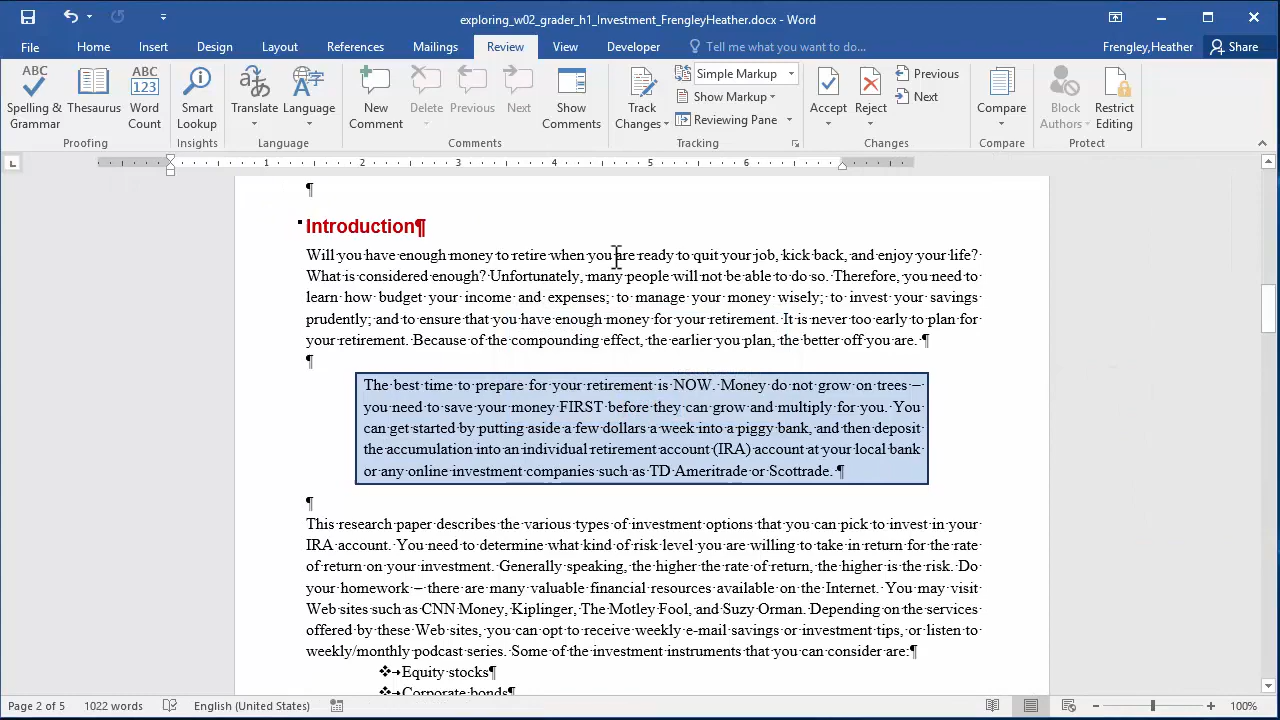 exploring_w02_grader_h1_Investment_FrengleyHeather.docx - Word
File Home Insert Design Layout References Mailings Review View Developer Tell me what you want to do... Frengley,Heather Share
ABC Spelling & Grammar
Thesaurus
ABC 123 Word Count
Smart Lookup
Translate
Language
New Comment
Delete
Previous
Next
Show Comments
Track Changes
Simple Markup
Show Markup
Reviewing Pane
Accept
Reject
Previous
Next
Compare
Block Authors
Restrict Editing
Proofing Insights Language Comments Tracking Changes Compare Protect
1 2 3 4 5 6
¶
Introduction¶
Will you have enough money to retire when you are ready to quit your job, kick back, and enjoy your life?
What is considered enough? Unfortunately, many people will not be able to do so. Therefore, you need to
learn how budget your income and expenses; to manage your money wisely; to invest your savings
prudently; and to ensure that you have enough money for your retirement. It is never too early to plan for
your retirement. Because of the compounding effect, the earlier you plan, the better off you are. ¶
¶
The best time to prepare for your retirement is NOW. Money do not grow on trees –
you need to save your money FIRST before they can grow and multiply for you. You
can get started by putting aside a few dollars a week into a piggy bank, and then deposit
the accumulation into an individual retirement account (IRA) account at your local bank
or any online investment companies such as TD Ameritrade or Scottrade. ¶
¶
This research paper describes the various types of investment options that you can pick to invest in your
IRA account. You need to determine what kind of risk level you are willing to take in return for the rate
of return on your investment. Generally speaking, the higher the rate of return, the higher is the risk. Do
your homework – there are many valuable financial resources available on the Internet. You may visit
Web sites such as CNN Money, Kiplinger, The Motley Fool, and Suzy Orman. Depending on the services
offered by these Web sites, you can opt to receive weekly e-mail savings or investment tips, or listen to
weekly/monthly podcast series. Some of the investment instruments that you can consider are:¶
❖→Equity stocks¶
❖→Corporate bonds¶
Page 2 of 5 1022 words English (United States) 100%